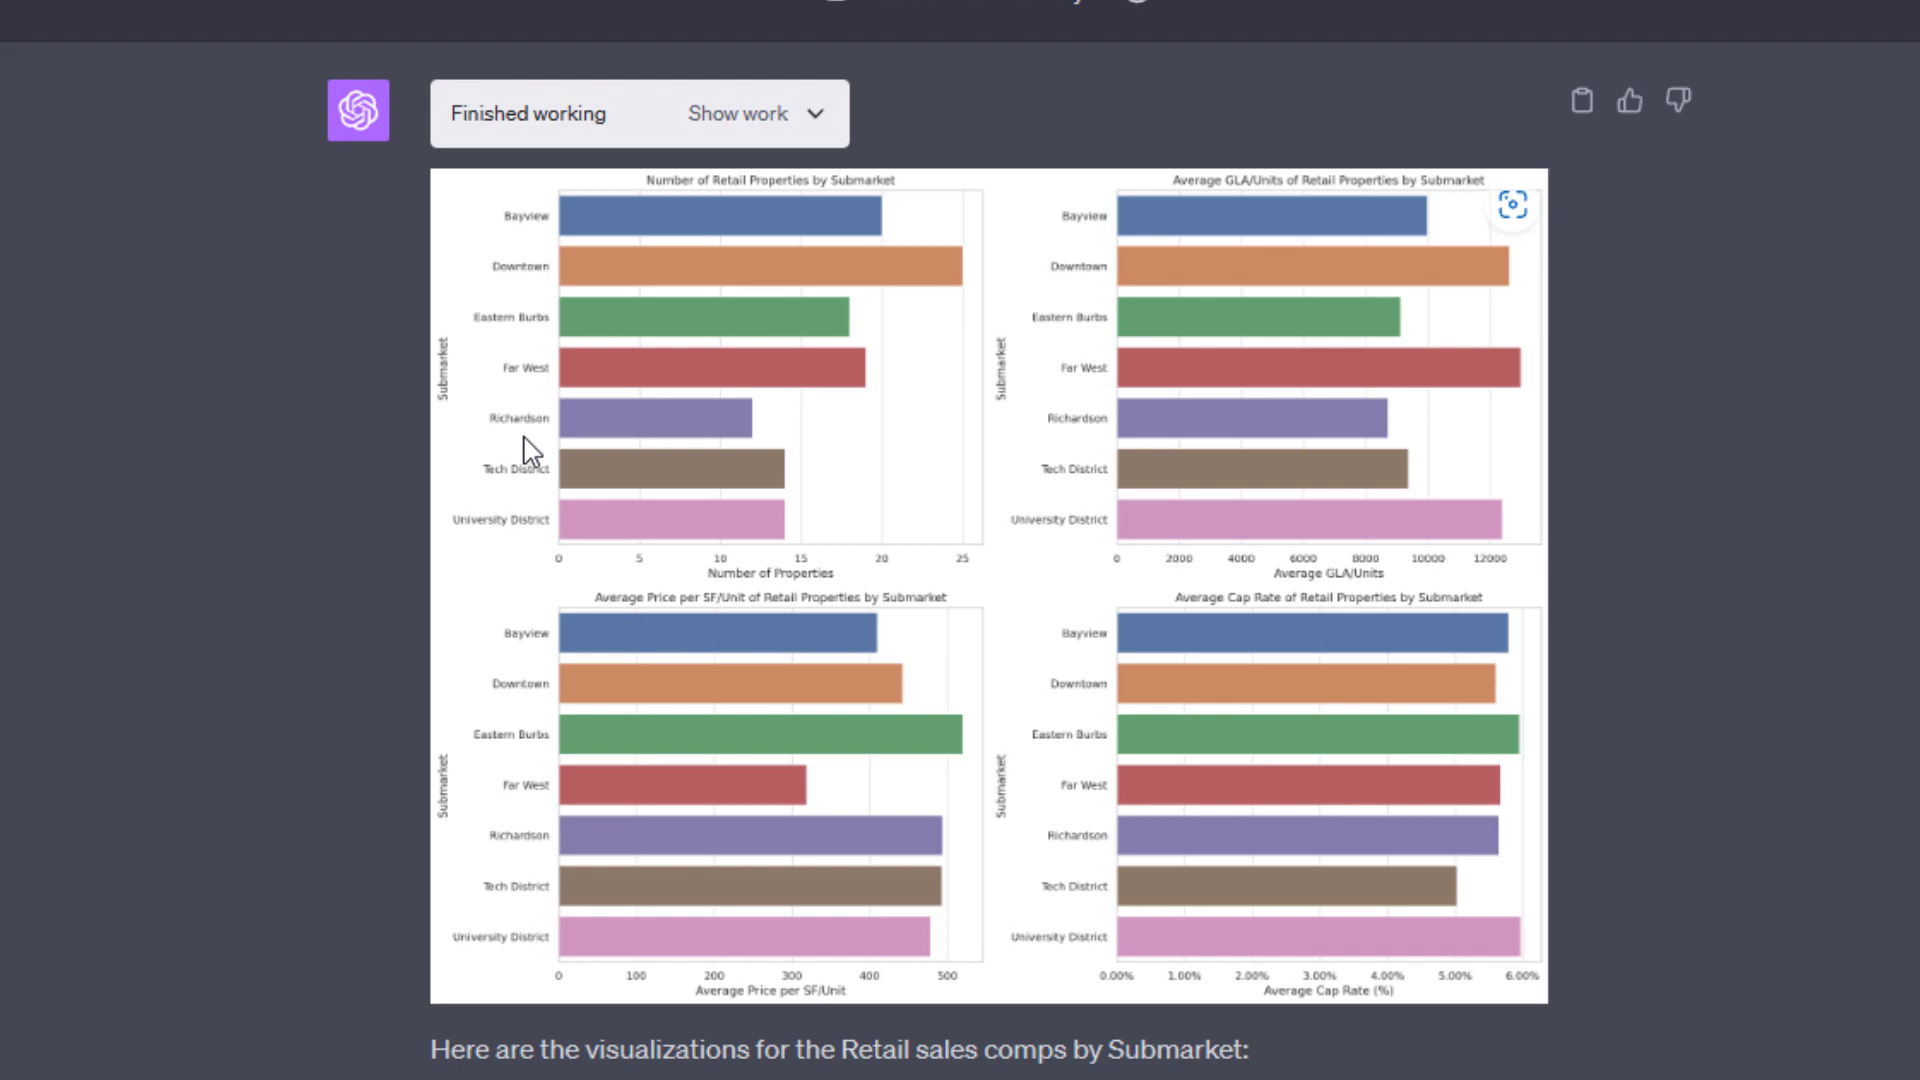 Finished working Show work
Number of Retail Properties by Submarket
Submarket
Bayview
Downtown
Eastern Burbs
Far West
Richardson
Tech District
University District
0 5 10 15 20 25
Number of Properties
Average GLA/Units of Retail Properties by Submarket
Submarket
Bayview
Downtown
Eastern Burbs
Far West
Richardson
Tech District
University District
0 2000 4000 6000 8000 10000 12000
Average GLA/Units
Average Price per SF/Unit of Retail Properties by Submarket
Submarket
Bayview
Downtown
Eastern Burbs
Far West
Richardson
Tech District
University District
0 100 200 300 400 500
Average Price per SF/Unit
Average Cap Rate of Retail Properties by Submarket
Submarket
Bayview
Downtown
Eastern Burbs
Far West
Richardson
Tech District
University District
0.00% 1.00% 2.00% 3.00% 4.00% 5.00% 6.00%
Average Cap Rate (%)
Here are the visualizations for the Retail sales comps by Submarket: